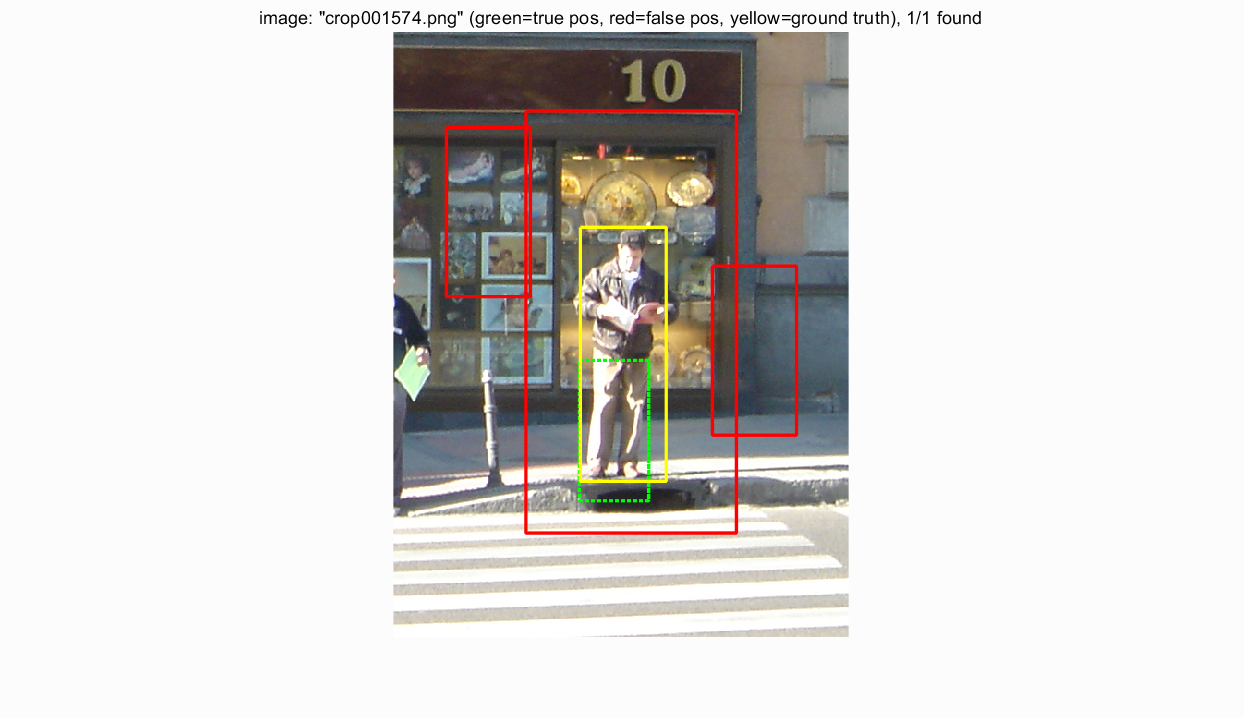 image: "crop001574.png" (green=true pos, red=false pos, yellow=ground truth), 1/1 found
10